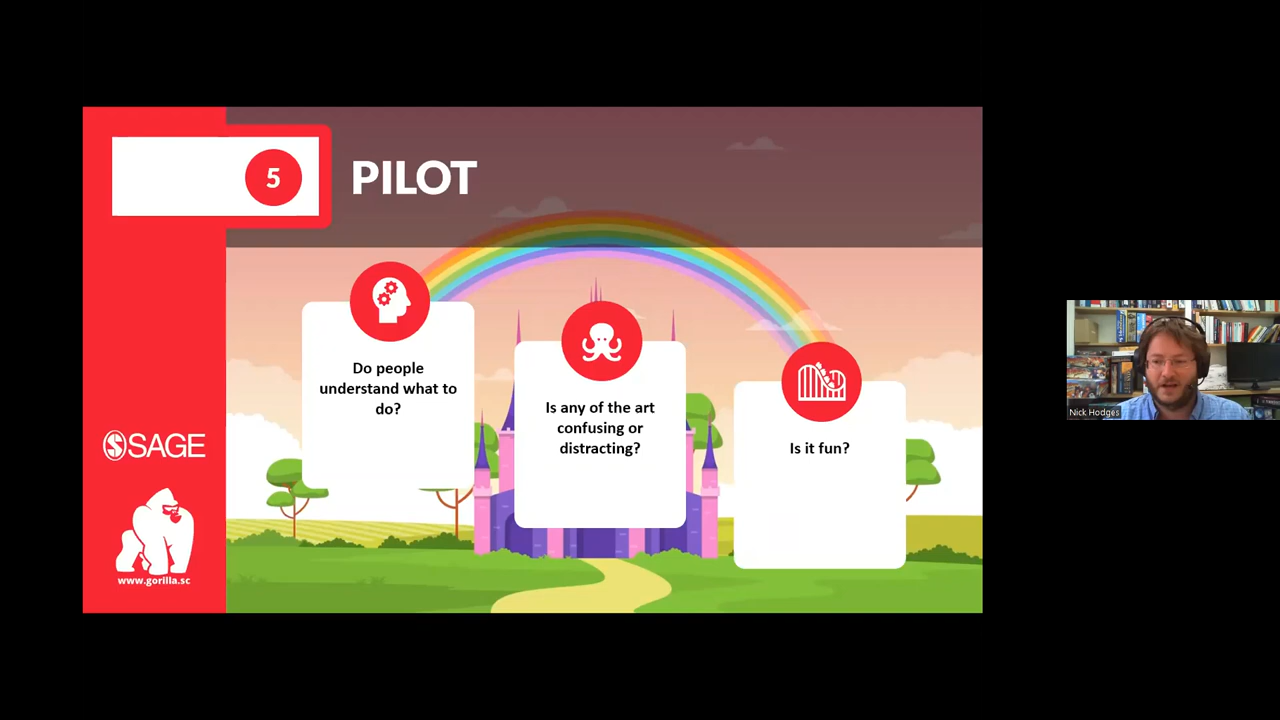 5
PILOT
Do people
understand what to
do?
Is any of the art
confusing or
distracting?
Is it fun?
SAGE
www.gorilla.sc
Nick Hodges